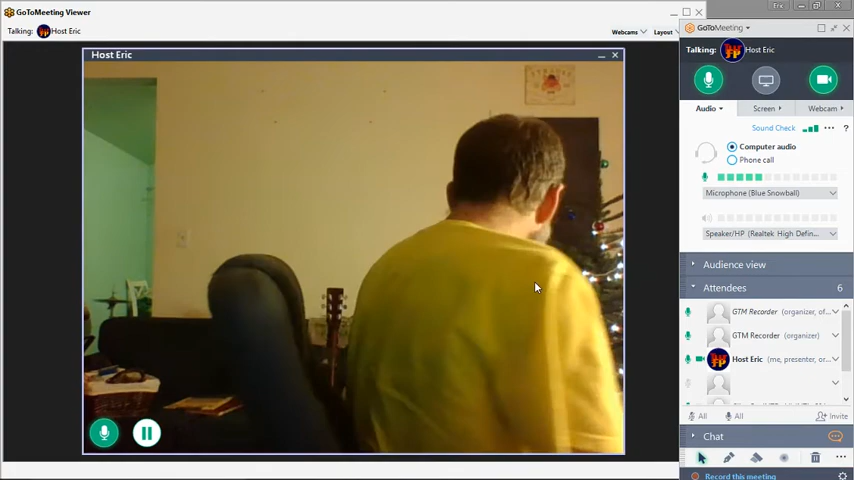 Eric
GoToMeeting Viewer
Talking: Host Eric
Webcams
Layout
Host Eric
GoToMeeting
Talking: Host Eric
Audio
Screen
Webcam
Sound Check
?
Computer audio
Phone call
Microphone (Blue Snowball)
Speaker/HP (Realtek High Defin...
Audience view
Attendees 6
GTM Recorder (organizer, of...
GTM Recorder (organizer)
Host Eric (me, presenter, or...
All
All
Invite
Chat
Record this meeting